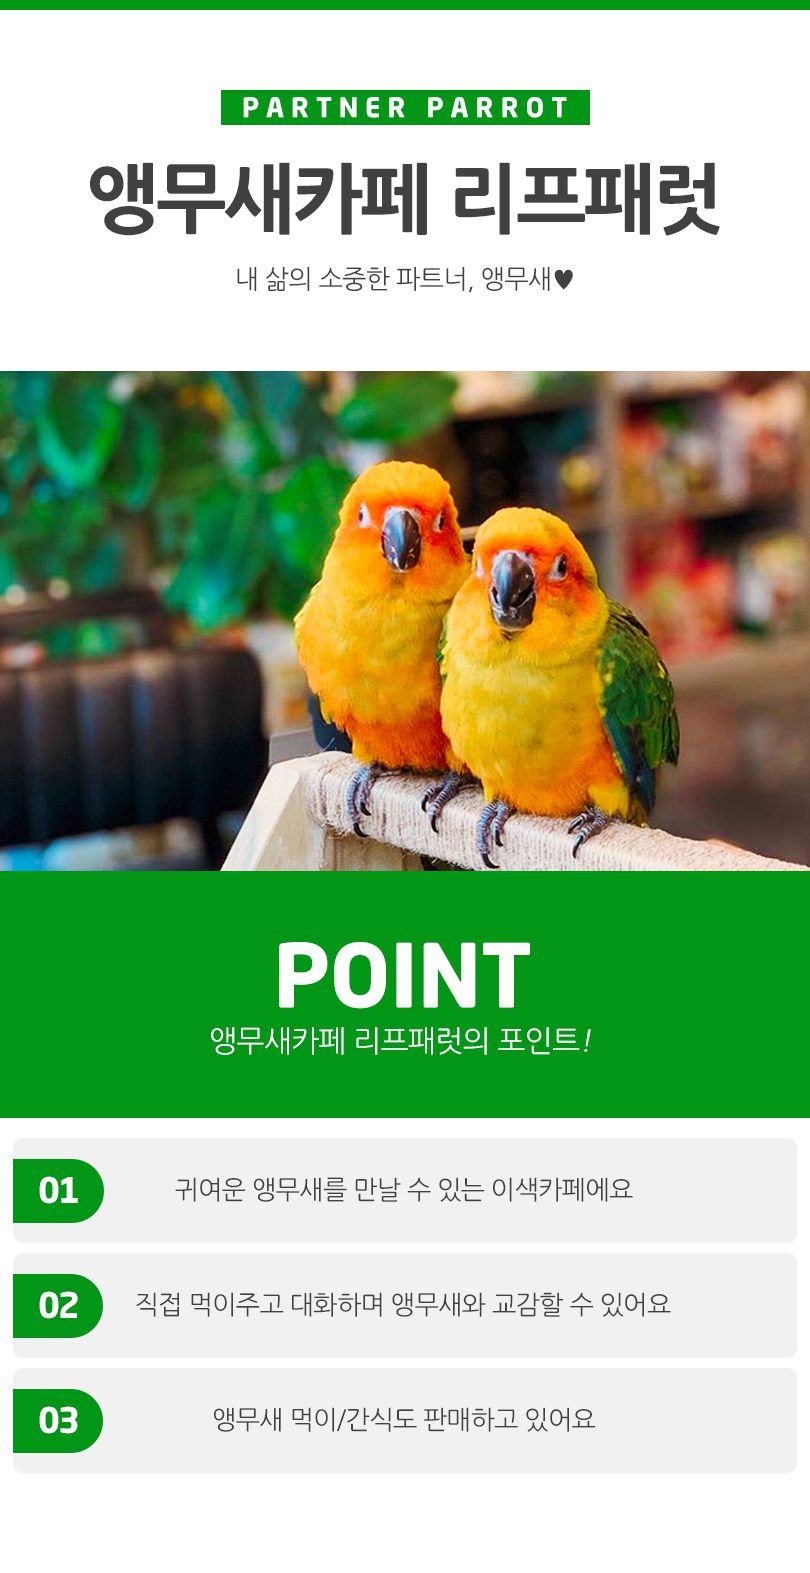 PARTNER PARROT
앵무새카페 리프패럿
내 삶의 소중한 파트너, 앵무새♥
POINT
앵무새카페 리프패럿의 포인트!
01 귀여운 앵무새를 만날 수 있는 이색카페에요
02 직접 먹이주고 대화하며 앵무새와 교감할 수 있어요
03 앵무새 먹이/간식도 판매하고 있어요